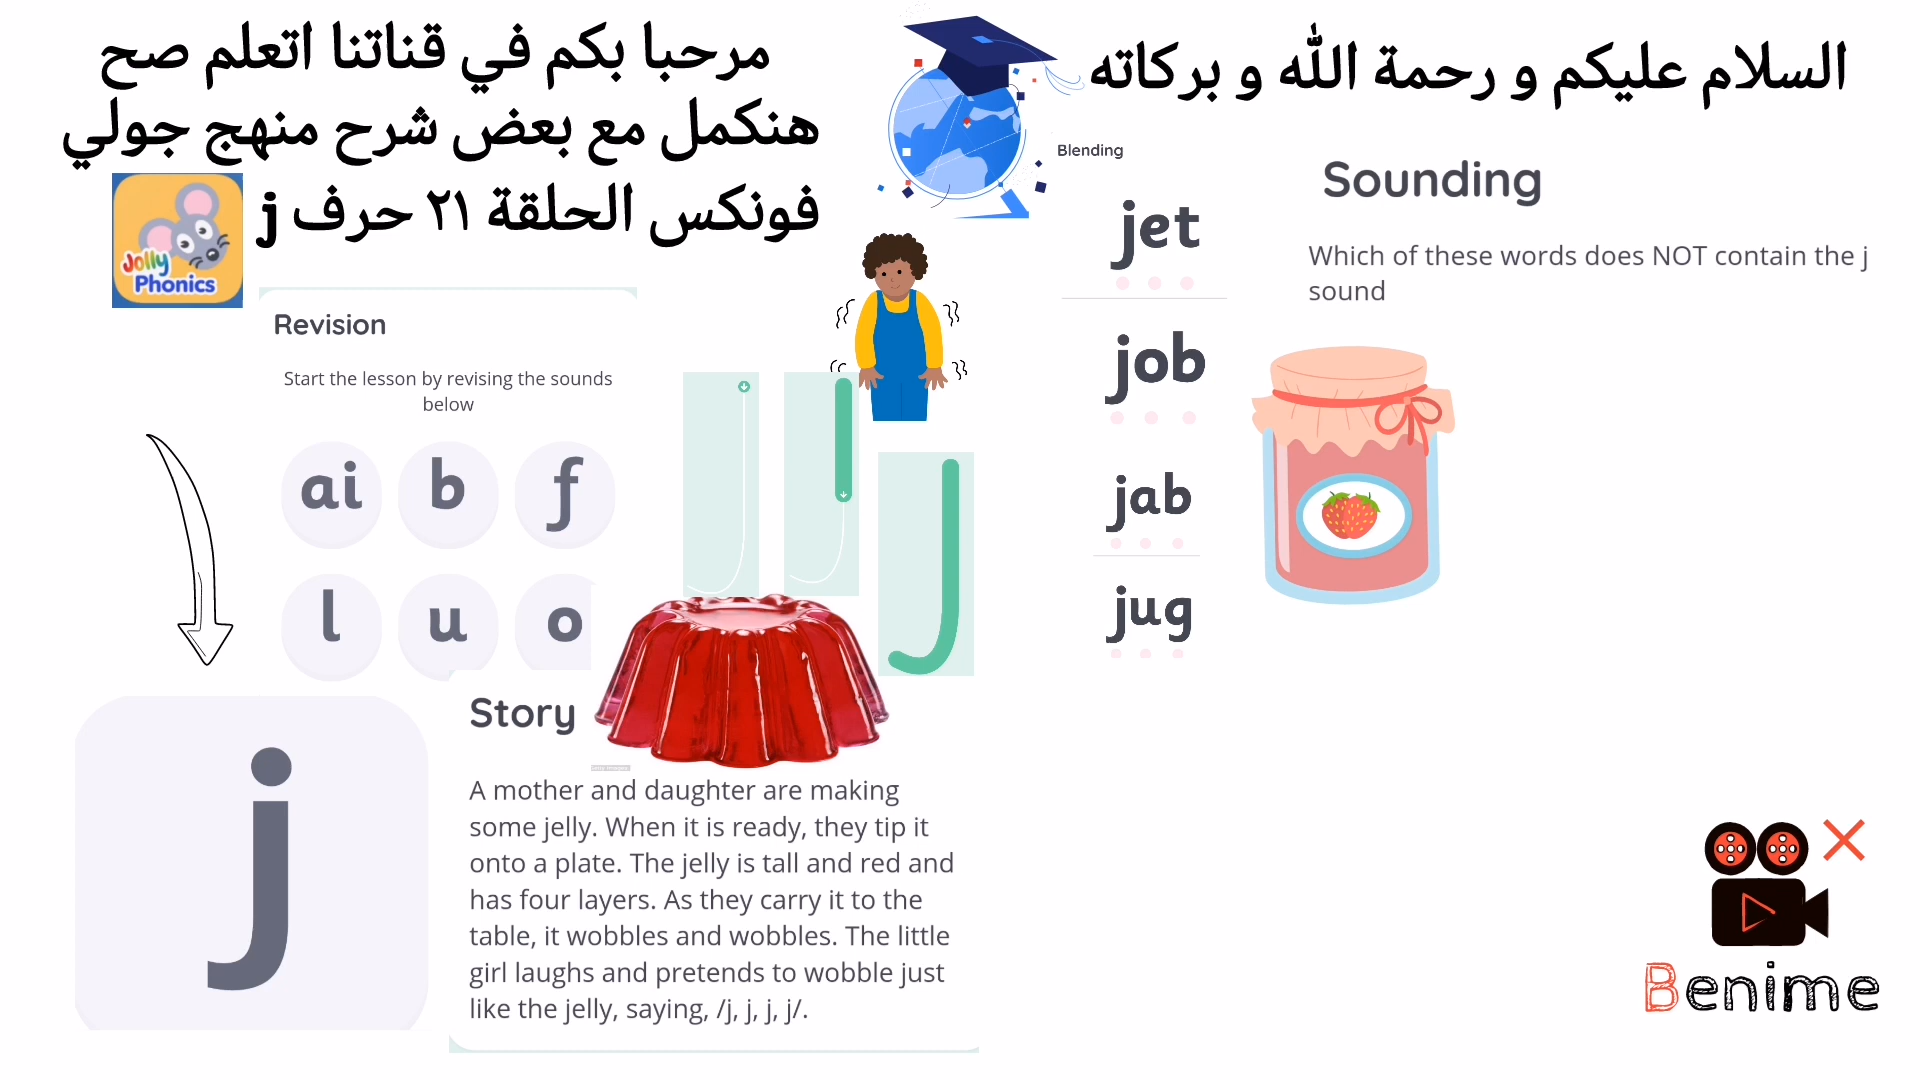 السلام عليكم و رحمة الله و بركاته
مرحبا بكم في قناتنا اتعلم صح
هنكمل مع بعض شرح منهج جولي
فونكس الحلقة ٢١ حرف j
Jolly
Phonics
Revision
Start the lesson by revising the sounds
below
ai b f
l u o
j
Story
A mother and daughter are making
some jelly. When it is ready, they tip it
onto a plate. The jelly is tall and red and
has four layers. As they carry it to the
table, it wobbles and wobbles. The little
girl laughs and pretends to wobble just
like the jelly, saying, /j, j, j, j/.
j
Blending
jet
job
jab
jug
Sounding
Which of these words does NOT contain the j
sound
Benime